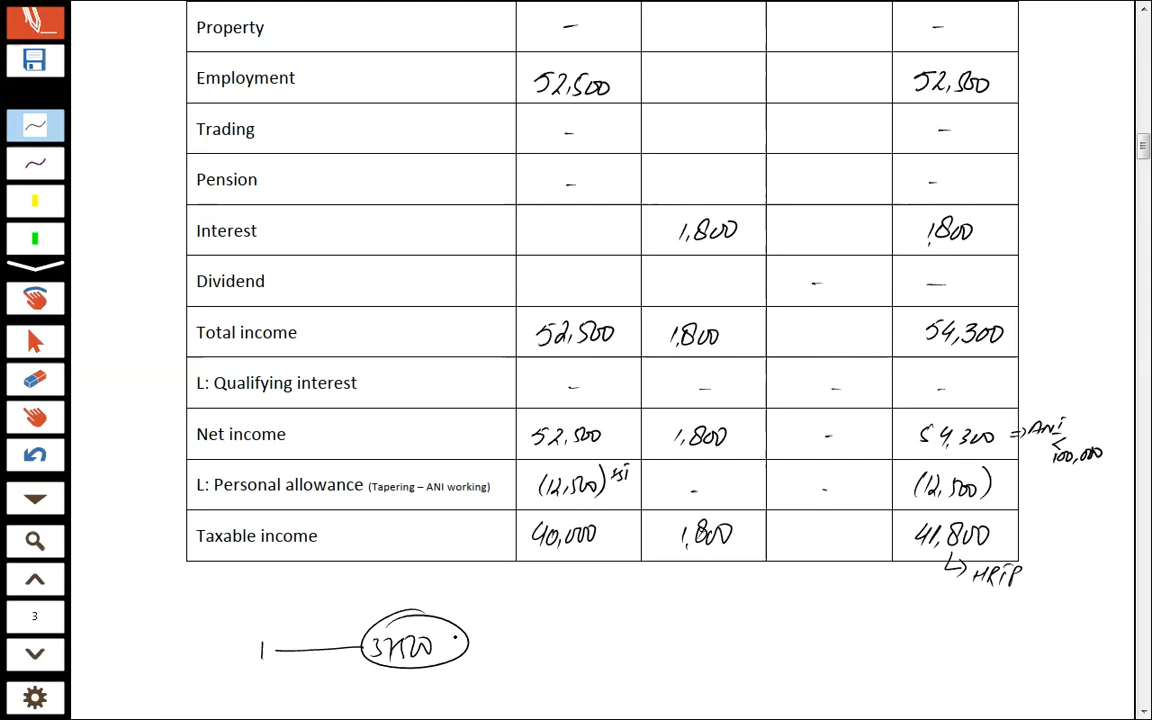 Property - -
Employment 52,500 52,500
Trading - -
Pension - -
Interest 1,800 1,800
Dividend - -
Total income 52,500 1,800 54,300
L: Qualifying interest - - - -
Net income 52,500 1,800 - 54,300 => ANI
<
100,000
L: Personal allowance (Tapering – ANI working) (12,500) - - (12,500)
Taxable income 40,000 1,800 41,800
HRTP
3
1 37500